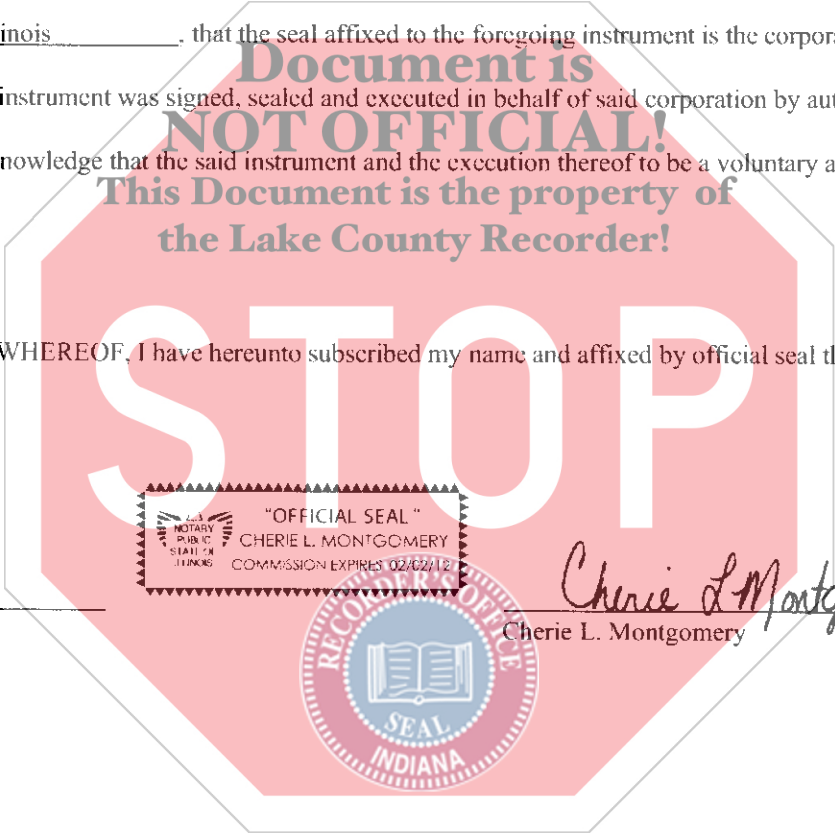 inois, that the seal affixed to the foregoing instrument is the corpora
Document is
instrument was signed, sealed and executed in behalf of said corporation by aut
NOT OFFICIAL!
nowledge that the said instrument and the execution thereof to be a voluntary a
This Document is the property of
the Lake County Recorder!
WHEREOF, I have hereunto subscribed my name and affixed by official seal th
STOP
"OFFICIAL SEAL"
NOTARY
PUBLIC
STATE OF
ILLINOIS
CHERIE L. MONTGOMERY
COMMISSION EXPIRES 02/02/12
Cherie L Montg
Cherie L. Montgomery
RECORDER'S OFFICE
SEAL
INDIANA